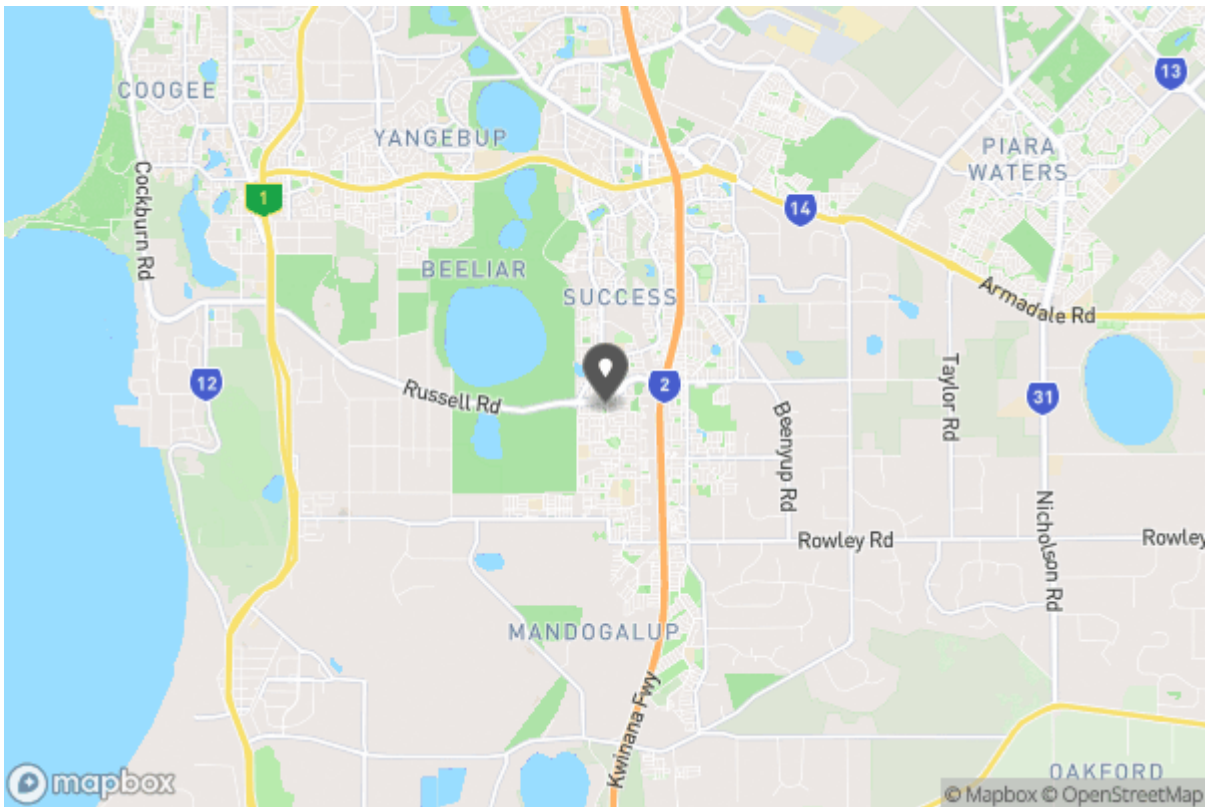 COOGEE
YANGEBUP
13
PIARA
WATERS
Cockburn Rd
1
14
BEELIAR
SUCCESS
Armadale Rd
12
Russell Rd
2
Taylor Rd
31
Beenyup Rd
Nicholson Rd
Rowley Rd
Rowley
MANDOGALUP
Kwinana Fwy
OAKFORD
mapbox
© Mapbox © OpenStreetMap